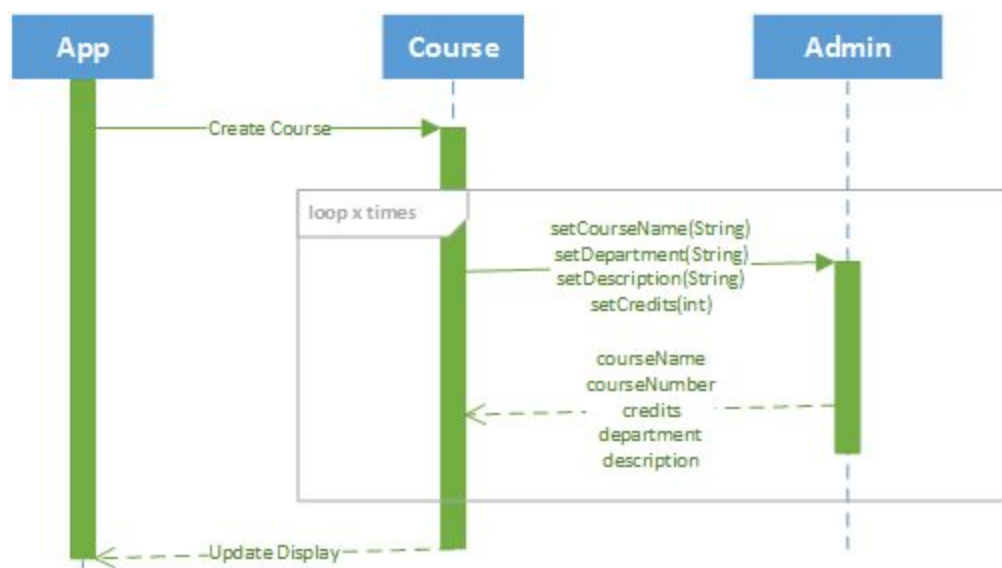 App
Course
Admin
Create Course
loop x times
setCourseName(String)
setDepartment(String)
setDescription(String)
setCredits(int)
courseName
courseNumber
credits
department
description
Update Display